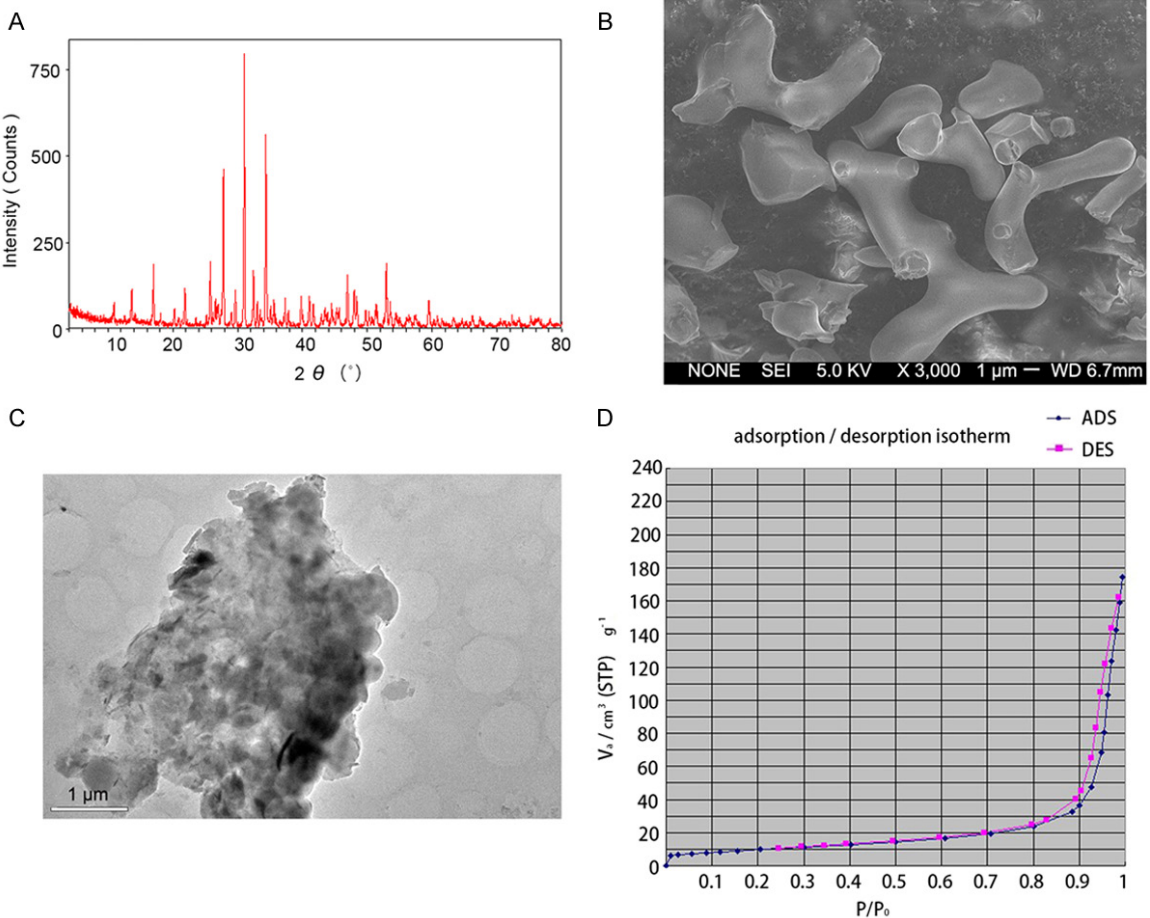 A
Intensity ( Counts )
750
500
250
0
10 20 30 40 50 60 70 80
2 θ (°)
B
NONE SEI 5.0 KV X 3,000 1 μm WD 6.7mm
C
1 μm
D
adsorption / desorption isotherm
ADS
DES
Vₐ / cm³ (STP) g⁻¹
240
220
200
180
160
140
120
100
80
60
40
20
0
0.1 0.2 0.3 0.4 0.5 0.6 0.7 0.8 0.9 1
P/P₀